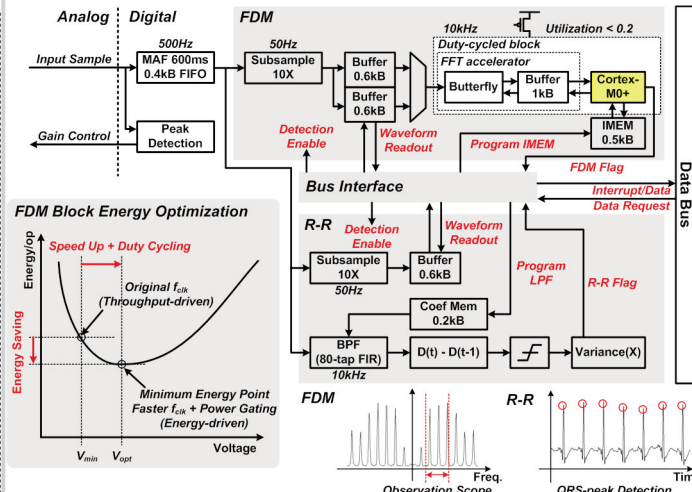 Analog
Digital
FDM
500Hz
Input Sample
MAF 600ms
0.4kB FIFO
50Hz
Subsample
10X
Buffer
0.6kB
Buffer
0.6kB
10kHz
Utilization < 0.2
Duty-cycled block
FFT accelerator
Butterfly
Buffer
1kB
Cortex-
M0+
IMEM
0.5kB
Gain Control
Peak
Detection
Detection
Enable
Waveform
Readout
Program IMEM
FDM Flag
Bus Interface
Interrupt/Data
Data Request
Data Bus
R-R
Detection
Enable
Waveform
Readout
Subsample
10X
50Hz
Buffer
0.6kB
Program
LPF
R-R Flag
Coef Mem
0.2kB
BPF
(80-tap FIR)
10kHz
D(t) - D(t-1)
Variance(X)
FDM Block Energy Optimization
Energy/op
Speed Up + Duty Cycling
Original fclk
(Throughput-driven)
Energy Saving
Minimum Energy Point
Faster fclk + Power Gating
(Energy-driven)
Vmin
Vopt
Voltage
FDM
Freq.
Observation Scope
R-R
Tim
QRS-peak Detection